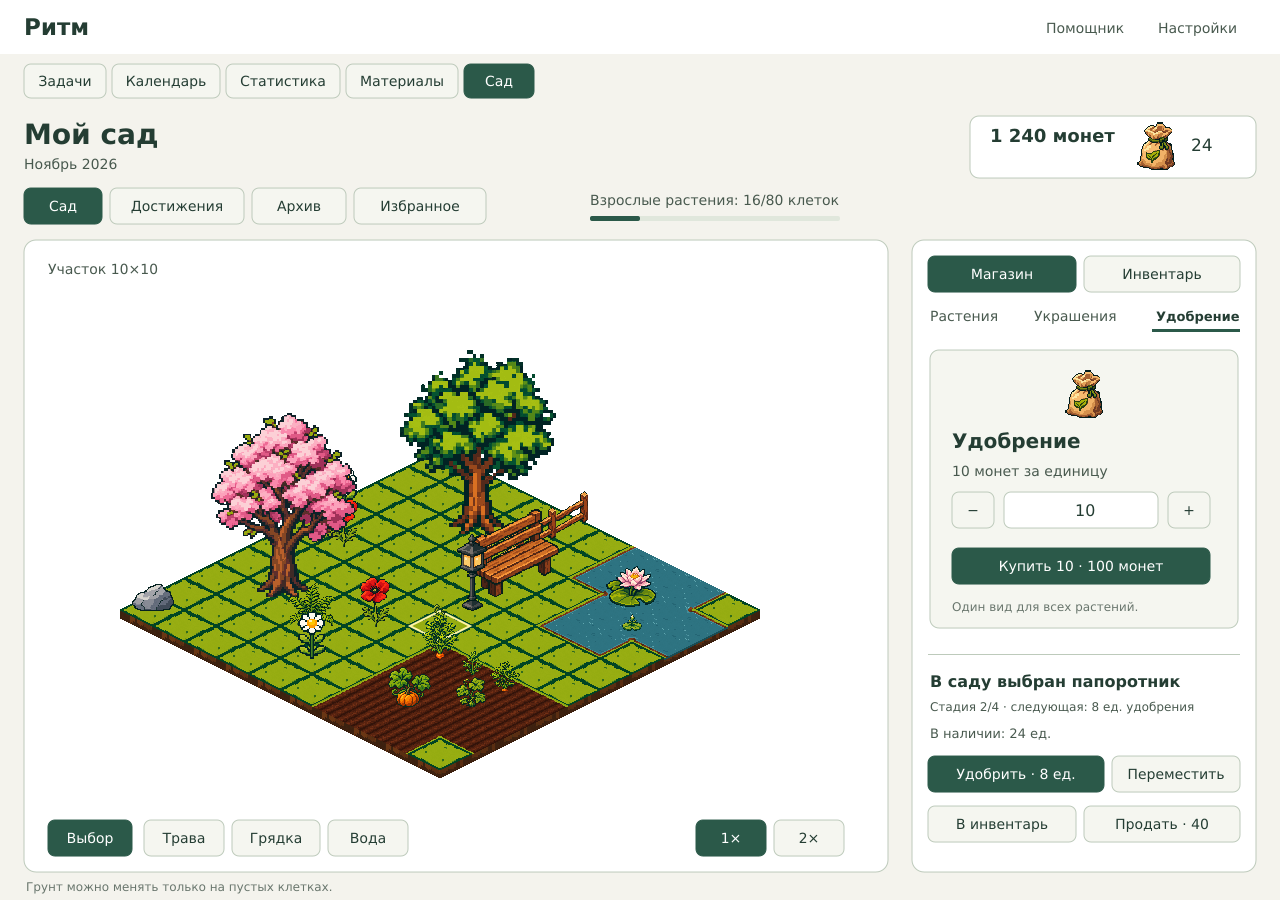 Ритм
Помощник
Настройки
Задачи
Календарь
Статистика
Материалы
Сад
Мой сад
Ноябрь 2026
1 240 монет
24
Сад
Достижения
Архив
Избранное
Взрослые растения: 16/80 клеток
Участок 10×10
Магазин
Инвентарь
Растения
Украшения
Удобрение
Удобрение
10 монет за единицу
−
10
+
Купить 10 · 100 монет
Один вид для всех растений.
В саду выбран папоротник
Стадия 2/4 · следующая: 8 ед. удобрения
В наличии: 24 ед.
Удобрить · 8 ед.
Переместить
В инвентарь
Продать · 40
Выбор
Трава
Грядка
Вода
1×
2×
Грунт можно менять только на пустых клетках.